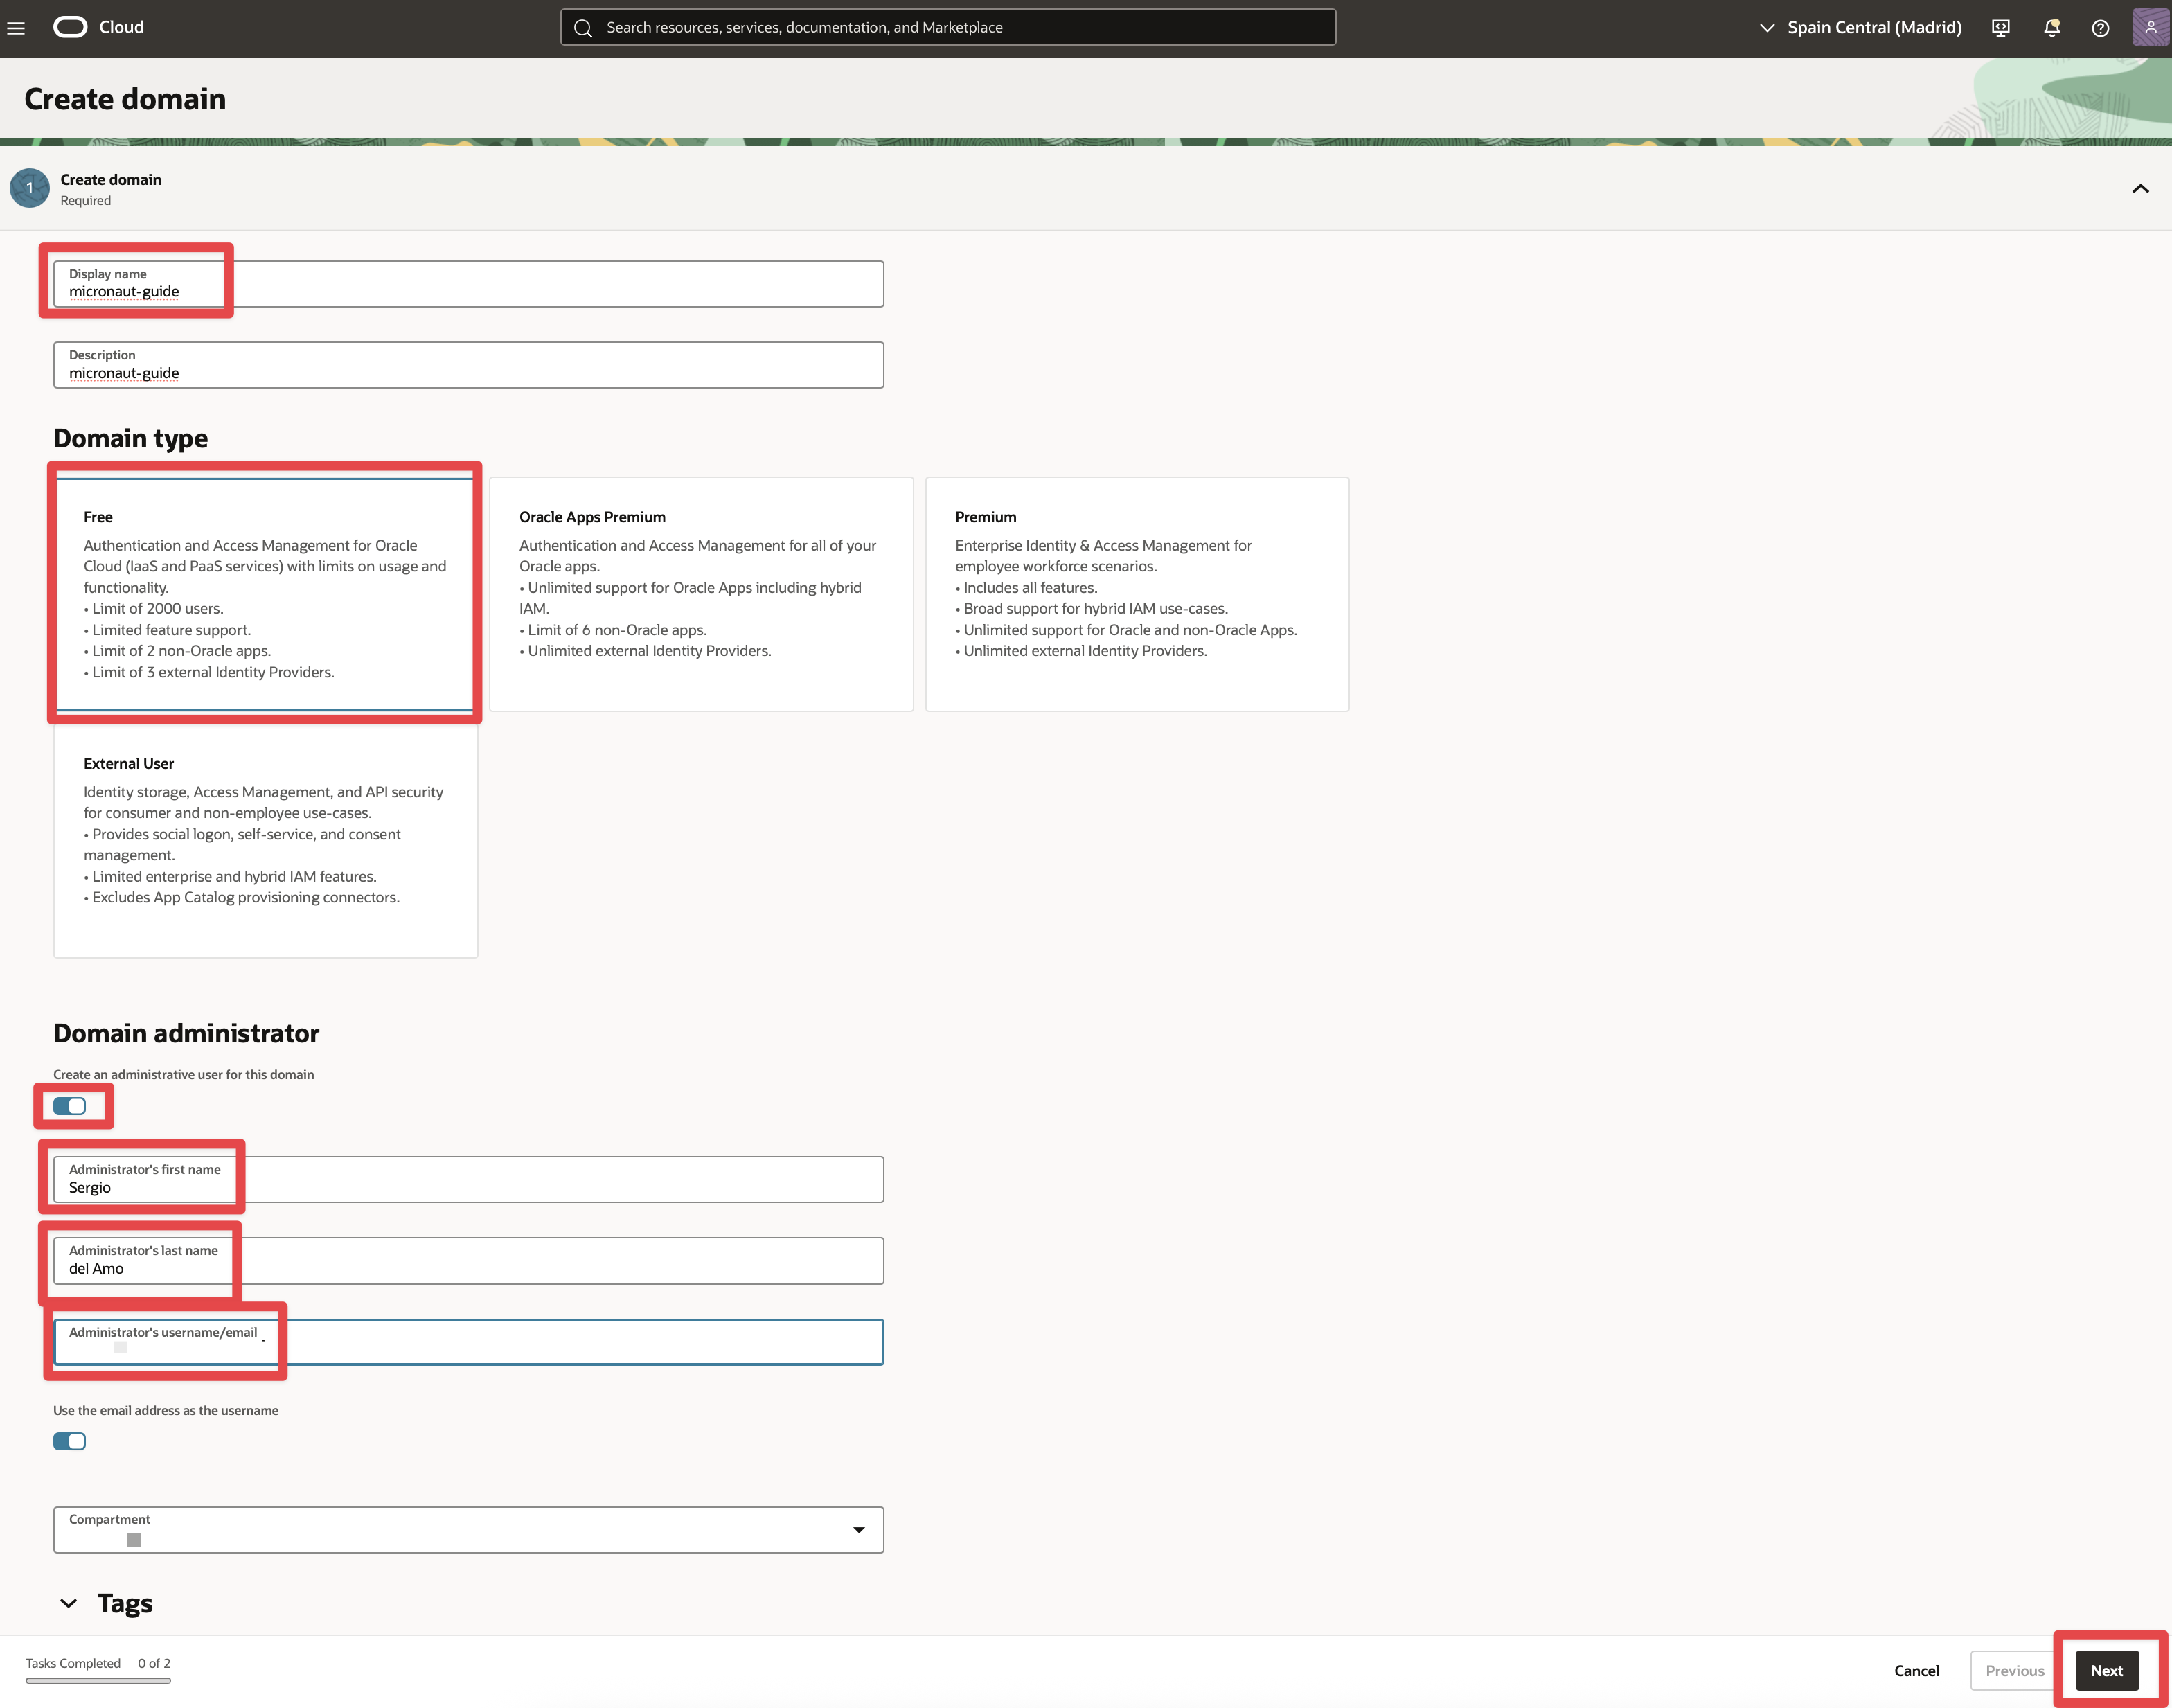 Cloud
Search resources, services, documentation, and Marketplace
Spain Central (Madrid)
Create domain
1
Create domain
Required
Display name
micronaut-guide
Description
micronaut-guide
Domain type
Free
Authentication and Access Management for Oracle
Cloud (IaaS and PaaS services) with limits on usage and
functionality.
• Limit of 2000 users.
• Limited feature support.
• Limit of 2 non-Oracle apps.
• Limit of 3 external Identity Providers.
Oracle Apps Premium
Authentication and Access Management for all of your
Oracle apps.
• Unlimited support for Oracle Apps including hybrid
IAM.
• Limit of 6 non-Oracle apps.
• Unlimited external Identity Providers.
Premium
Enterprise Identity & Access Management for
employee workforce scenarios.
• Includes all features.
• Broad support for hybrid IAM use-cases.
• Unlimited support for Oracle and non-Oracle Apps.
• Unlimited external Identity Providers.
External User
Identity storage, Access Management, and API security
for consumer and non-employee use-cases.
• Provides social logon, self-service, and consent
management.
• Limited enterprise and hybrid IAM features.
• Excludes App Catalog provisioning connectors.
Domain administrator
Create an administrative user for this domain
Administrator's first name
Sergio
Administrator's last name
del Amo
Administrator's username/email
Use the email address as the username
Compartment
Tags
Tasks Completed 0 of 2
Cancel
Previous
Next